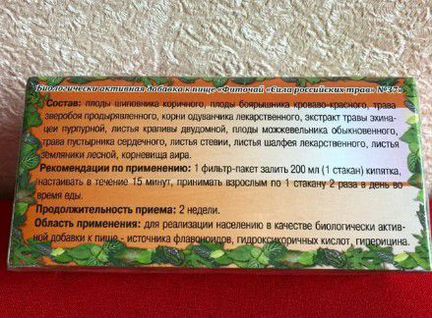 Биологически активная добавка к пище «Фиточай «Сила российских трав» №37»
Состав: плоды шиповника коричного, плоды боярышника кроваво-красного, трава
зверобоя продырявленного, корни одуванчика лекарственного, экстракт травы эхина-
цеи пурпурной, листья крапивы двудомной, плоды можжевельника обыкновенного,
трава пустырника сердечного, листья стевии, листья шалфея лекарственного, листья
земляники лесной, корневища аира.
Рекомендации по применению: 1 фильтр-пакет залить 200 мл (1 стакан) кипятка,
настаивать в течение 15 минут, принимать взрослым по 1 стакану 2 раза в день во
время еды.
Продолжительность приема: 2 недели.
Область применения: для реализации населению в качестве биологически актив-
ной добавки к пище - источника флавоноидов, гидроксикоричных кислот, гиперицина.